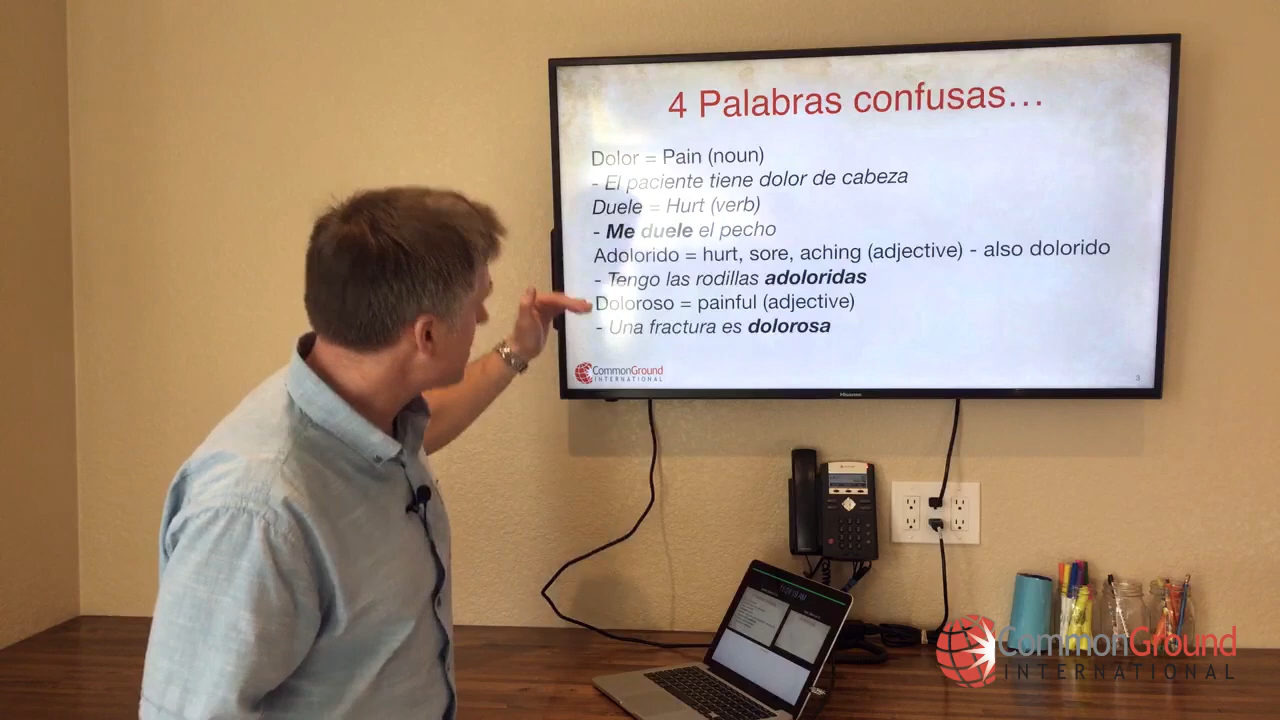 4 Palabras confusas…
Dolor = Pain (noun)
- El paciente tiene dolor de cabeza
Duele = Hurt (verb)
- Me duele el pecho
Adolorido = hurt, sore, aching (adjective) - also dolorido
- Tengo las rodillas adoloridas
Doloroso = painful (adjective)
- Una fractura es dolorosa
CommonGround
INTERNATIONAL
3
Hisense
CommonGround
INTERNATIONAL